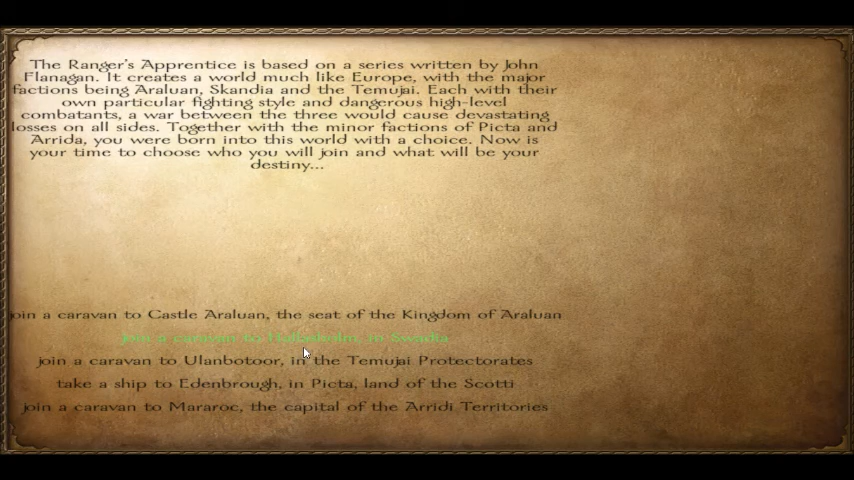 The Ranger's Apprentice is based on a series written by John
Flanagan. It creates a world much like Europe, with the major
factions being Araluan, Skandia and the Temujai. Each with their
own particular fighting style and dangerous high-level
combatants, a war between the three would cause devastating
losses on all sides. Together with the minor factions of Picta and
Arrida, you were born into this world with a choice. Now is
your time to choose who you will join and what will be your
destiny...
join a caravan to Castle Araluan, the seat of the Kingdom of Araluan
join a caravan to Hallasholm, in Swadia
join a caravan to Ulanbotoor, in the Temujai Protectorates
take a ship to Edenbrough, in Picta, land of the Scotti
join a caravan to Mararoc, the capital of the Arridi Territories